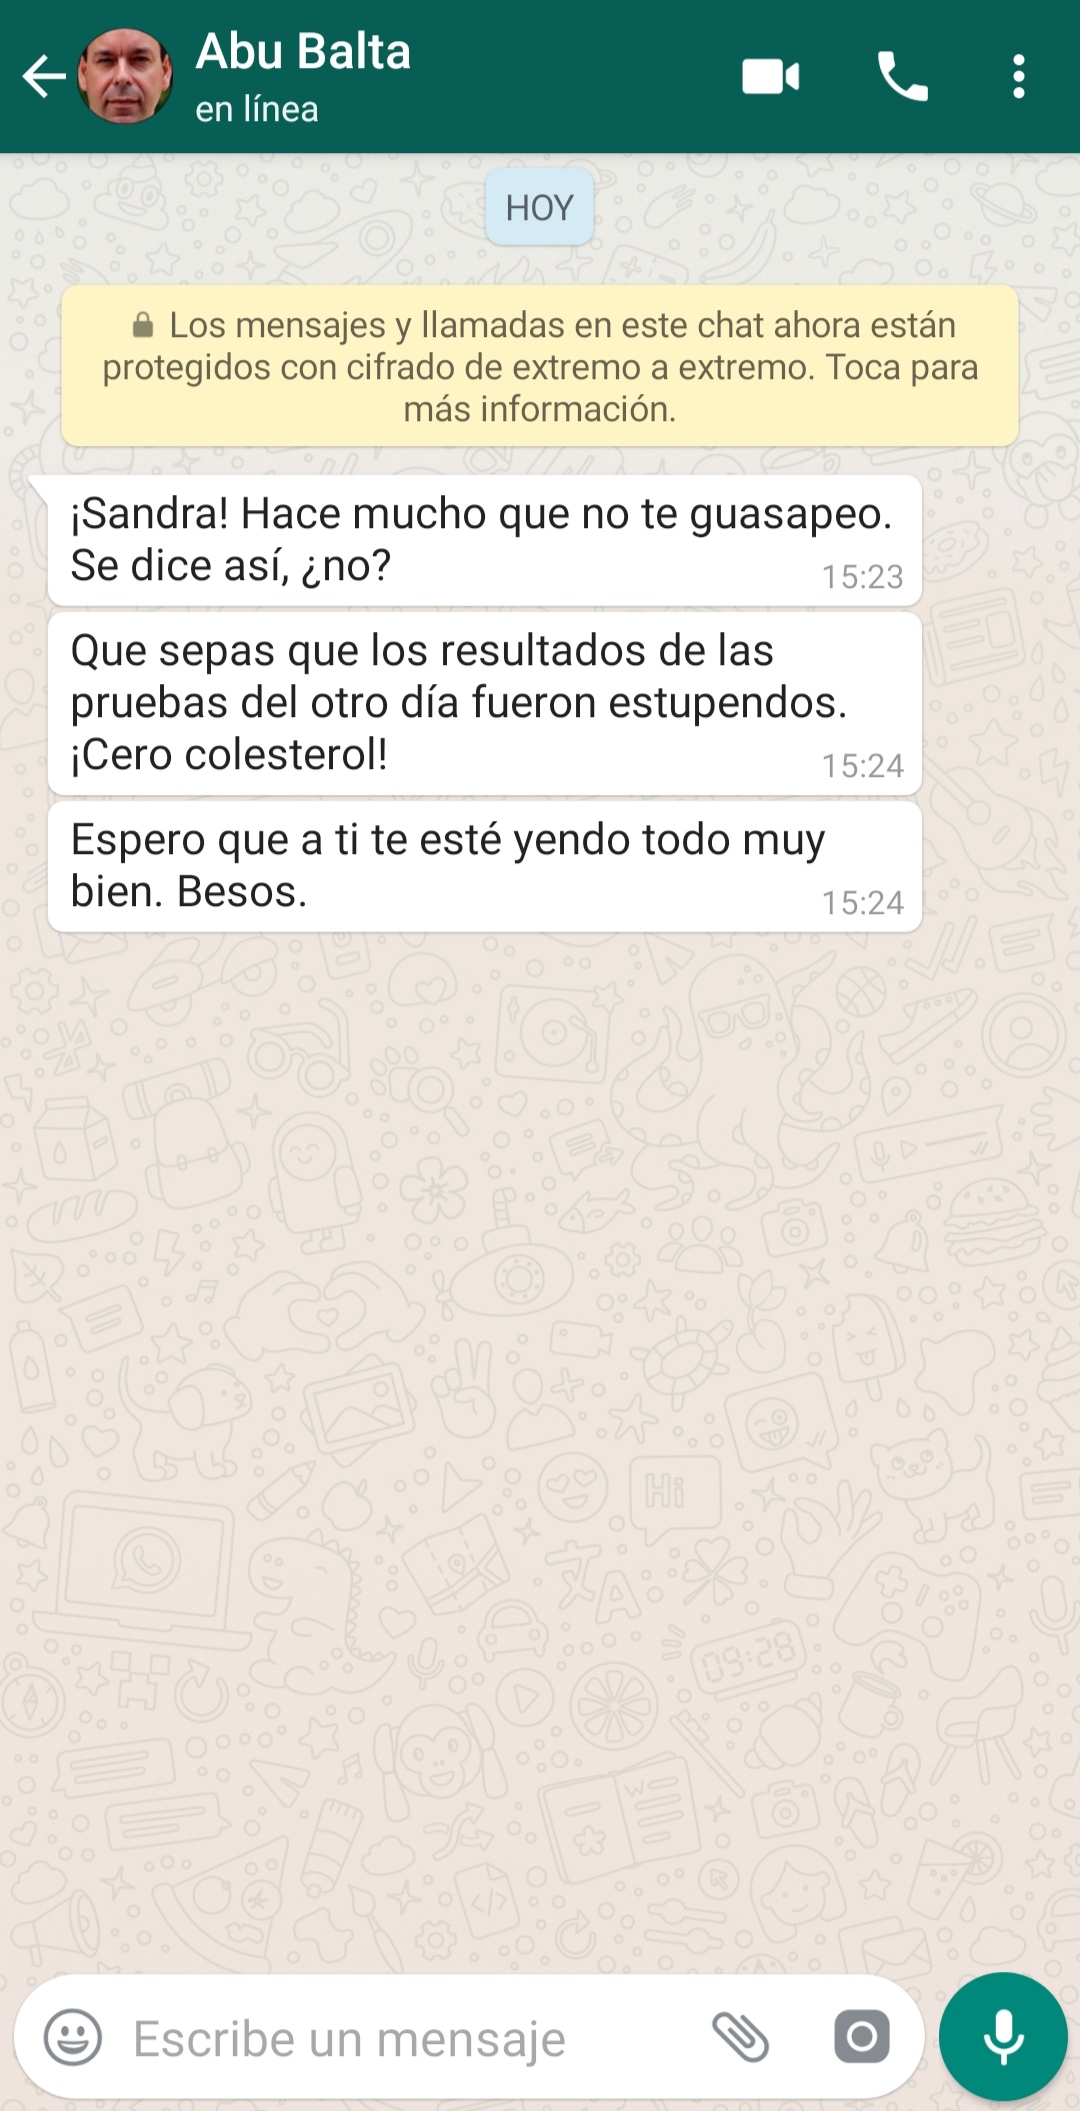 Abu Balta
en línea
HOY
Los mensajes y llamadas en este chat ahora están
protegidos con cifrado de extremo a extremo. Toca para
más información.
¡Sandra! Hace mucho que no te guasapeo.
Se dice así, ¿no?
15:23
Que sepas que los resultados de las
pruebas del otro día fueron estupendos.
¡Cero colesterol!
15:24
Espero que a ti te esté yendo todo muy
bien. Besos.
15:24
Hi
09:28
Escribe un mensaje